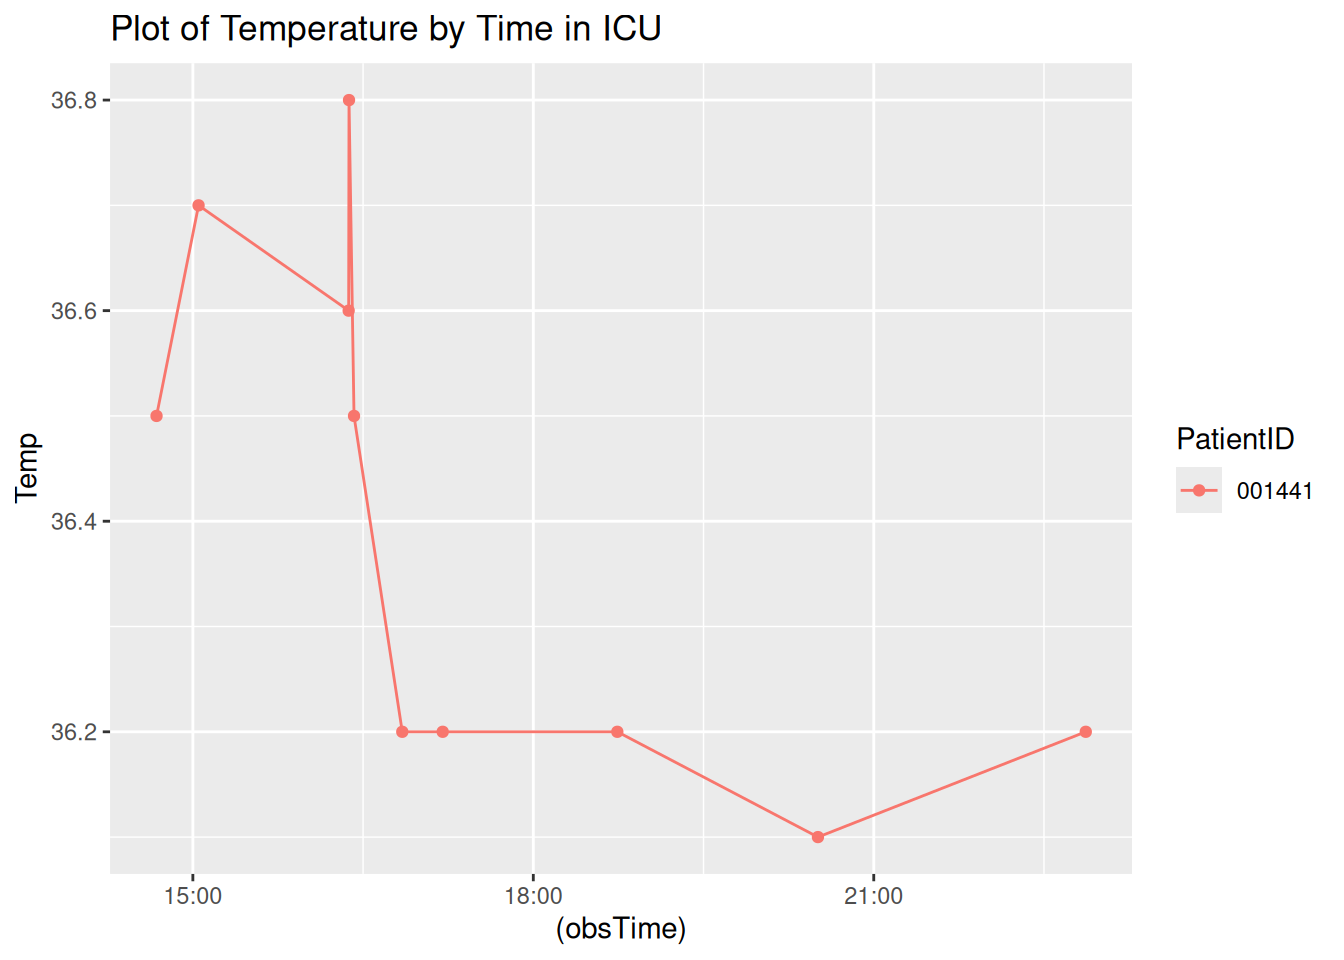 Plot of Temperature by Time in ICU
36.8
36.6
36.4
36.2
Temp
15:00 18:00 21:00
(obsTime)
PatientID
001441